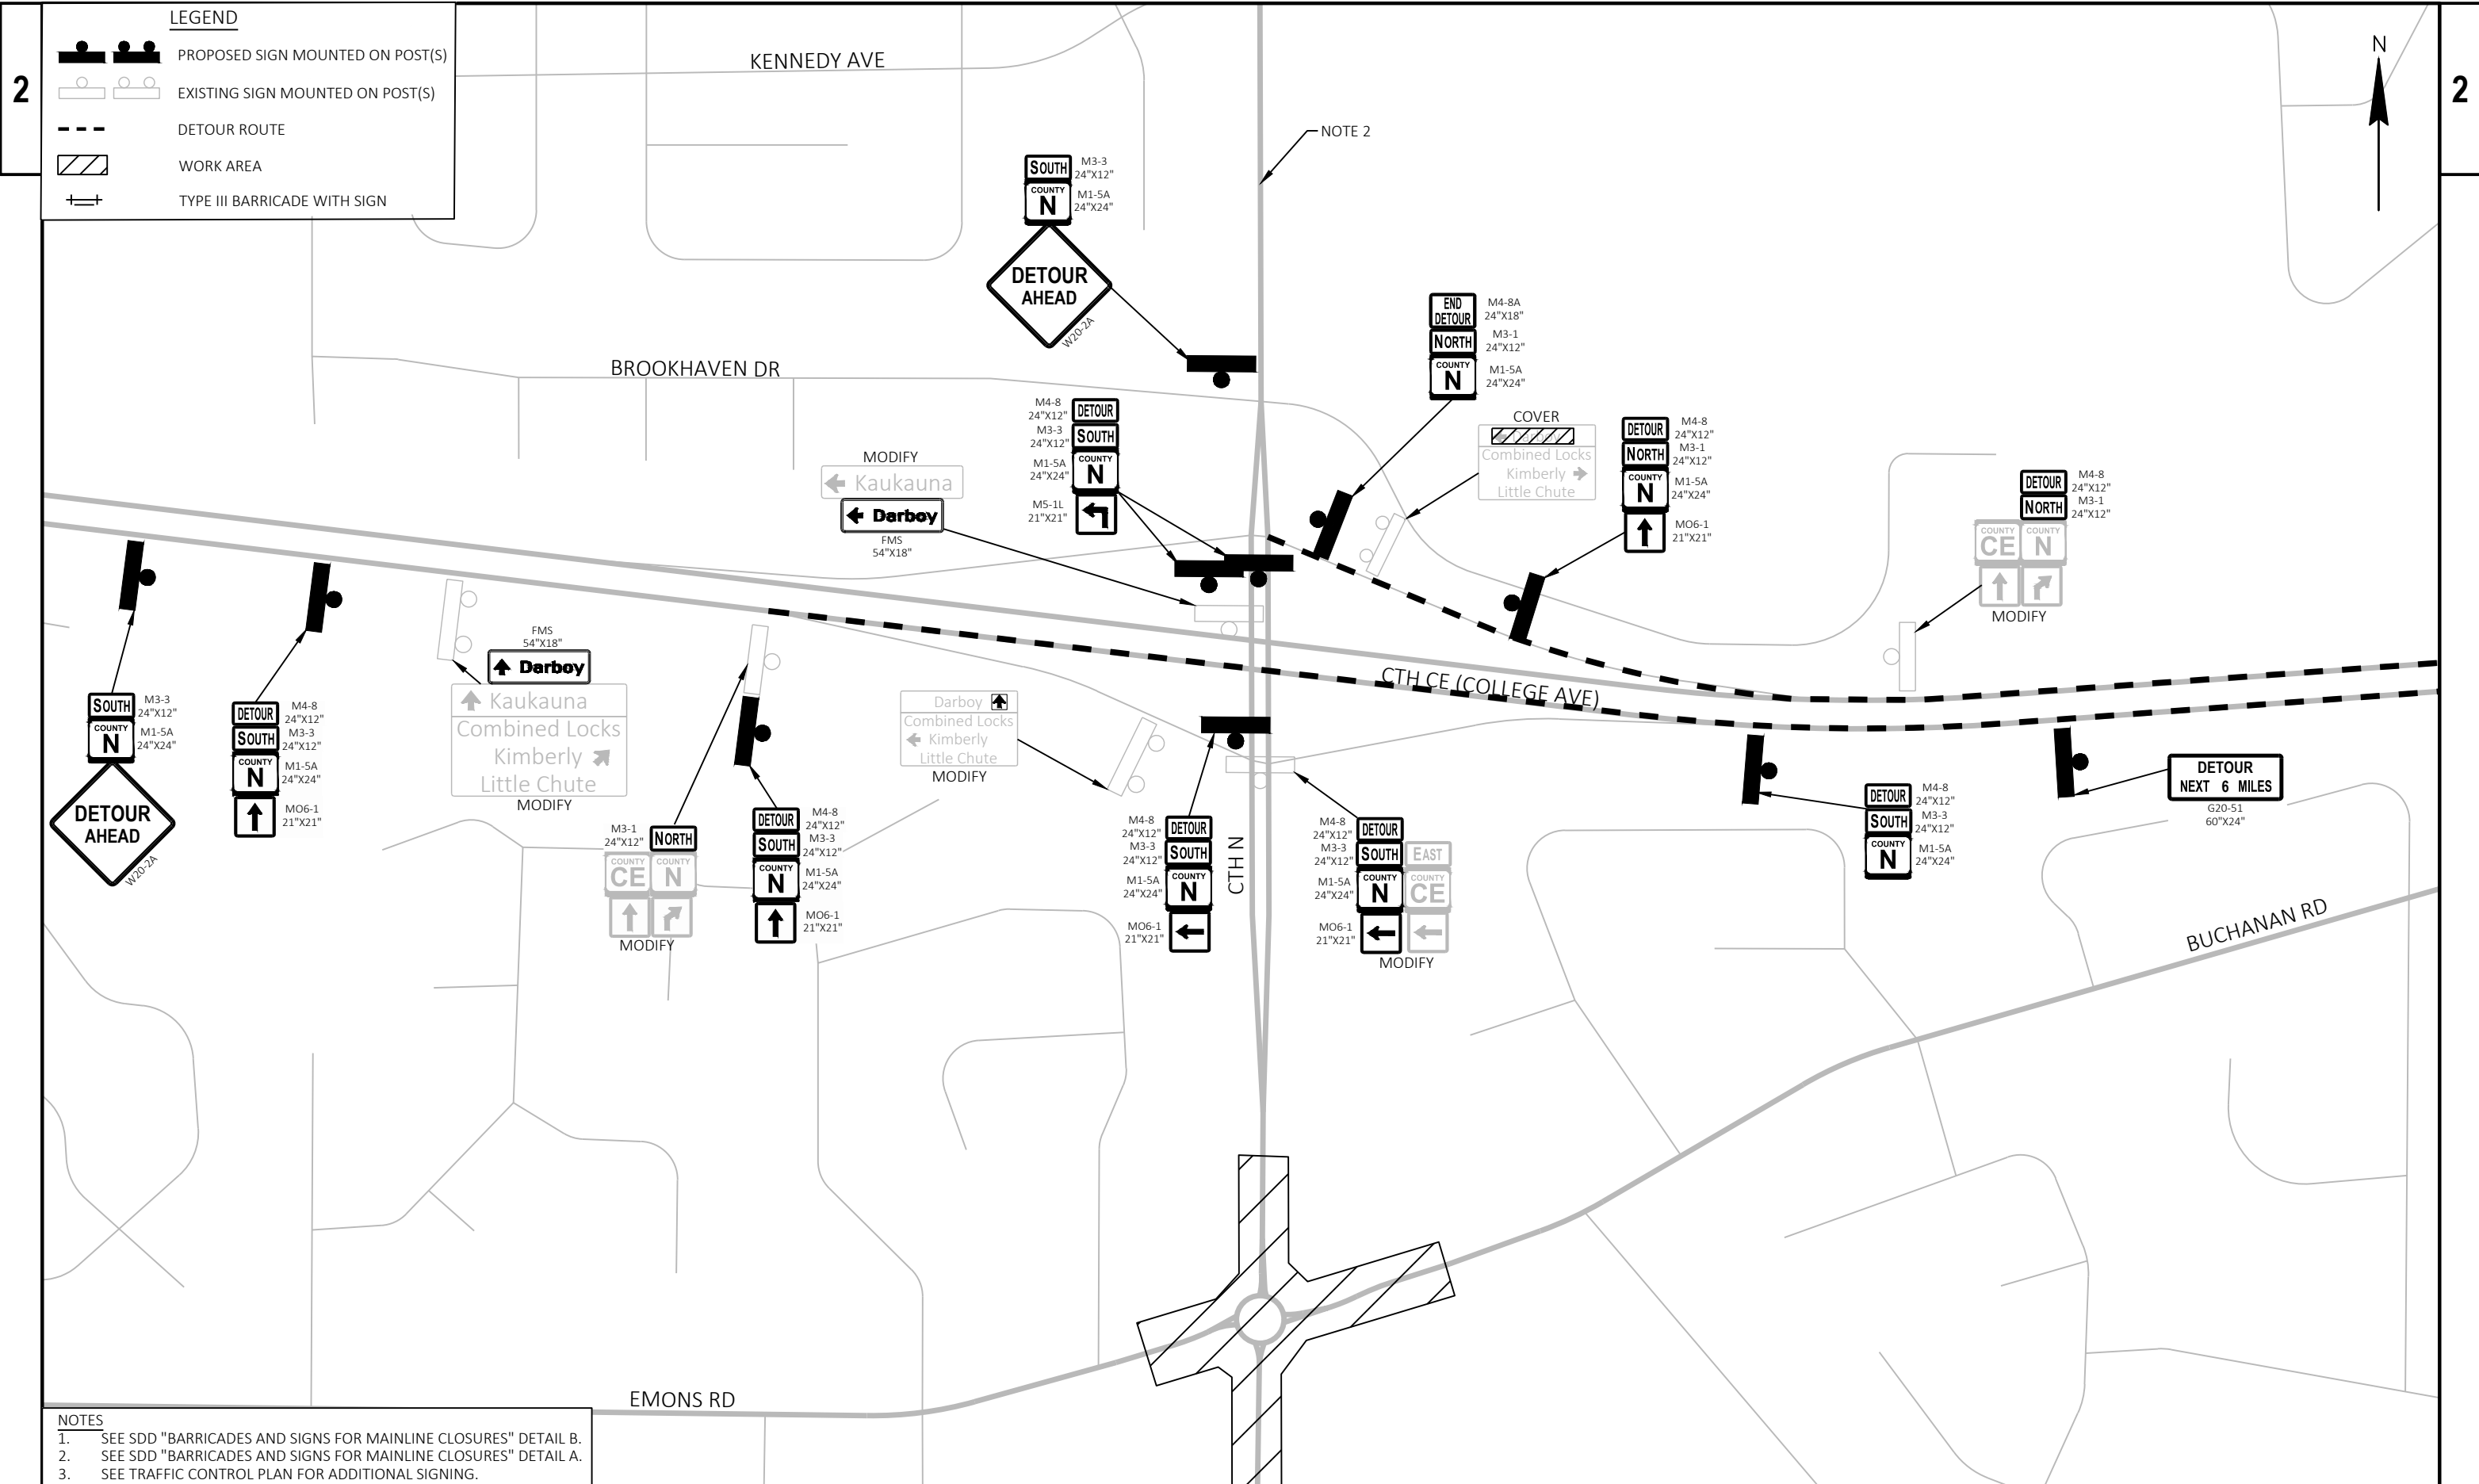 LEGEND
PROPOSED SIGN MOUNTED ON POST(S)
EXISTING SIGN MOUNTED ON POST(S)
DETOUR ROUTE
WORK AREA
TYPE III BARRICADE WITH SIGN
2
2
N
KENNEDY AVE
NOTE 2
SOUTH
M3-3
24"X12"
COUNTY
N
M1-5A
24"X24"
DETOUR
AHEAD
W20-2A
BROOKHAVEN DR
END
DETOUR
M4-8A
24"X18"
NORTH
M3-1
24"X12"
COUNTY
N
M1-5A
24"X24"
M4-8
24"X12"
DETOUR
M3-3
24"X12"
SOUTH
M1-5A
24"X24"
COUNTY
N
M5-1L
21"X21"
MODIFY
Kaukauna
Darboy
FMS
54"X18"
COVER
Combined Locks
Kimberly
Little Chute
DETOUR
M4-8
24"X12"
NORTH
M3-1
24"X12"
COUNTY
N
M1-5A
24"X24"
MO6-1
21"X21"
DETOUR
M4-8
24"X12"
NORTH
M3-1
24"X12"
COUNTY
CE
COUNTY
N
MODIFY
CTH CE (COLLEGE AVE)
SOUTH
M3-3
24"X12"
COUNTY
N
M1-5A
24"X24"
DETOUR
AHEAD
W20-2A
DETOUR
M4-8
24"X12"
SOUTH
M3-3
24"X12"
COUNTY
N
M1-5A
24"X24"
MO6-1
21"X21"
FMS
54"X18"
Darboy
Kaukauna
Combined Locks
Kimberly
Little Chute
MODIFY
M3-1
24"X12"
NORTH
COUNTY
CE
COUNTY
N
MODIFY
DETOUR
M4-8
24"X12"
SOUTH
M3-3
24"X12"
COUNTY
N
M1-5A
24"X24"
MO6-1
21"X21"
Darboy
Combined Locks
Kimberly
Little Chute
MODIFY
M4-8
24"X12"
DETOUR
M3-3
24"X12"
SOUTH
M1-5A
24"X24"
COUNTY
N
MO6-1
21"X21"
CTH N
M4-8
24"X12"
DETOUR
M3-3
24"X12"
SOUTH
EAST
M1-5A
24"X24"
COUNTY
N
COUNTY
CE
MO6-1
21"X21"
MODIFY
DETOUR
M4-8
24"X12"
SOUTH
M3-3
24"X12"
COUNTY
N
M1-5A
24"X24"
DETOUR
NEXT 6 MILES
G20-51
60"X24"
BUCHANAN RD
EMONS RD
NOTES
1. SEE SDD "BARRICADES AND SIGNS FOR MAINLINE CLOSURES" DETAIL B.
2. SEE SDD "BARRICADES AND SIGNS FOR MAINLINE CLOSURES" DETAIL A.
3. SEE TRAFFIC CONTROL PLAN FOR ADDITIONAL SIGNING.